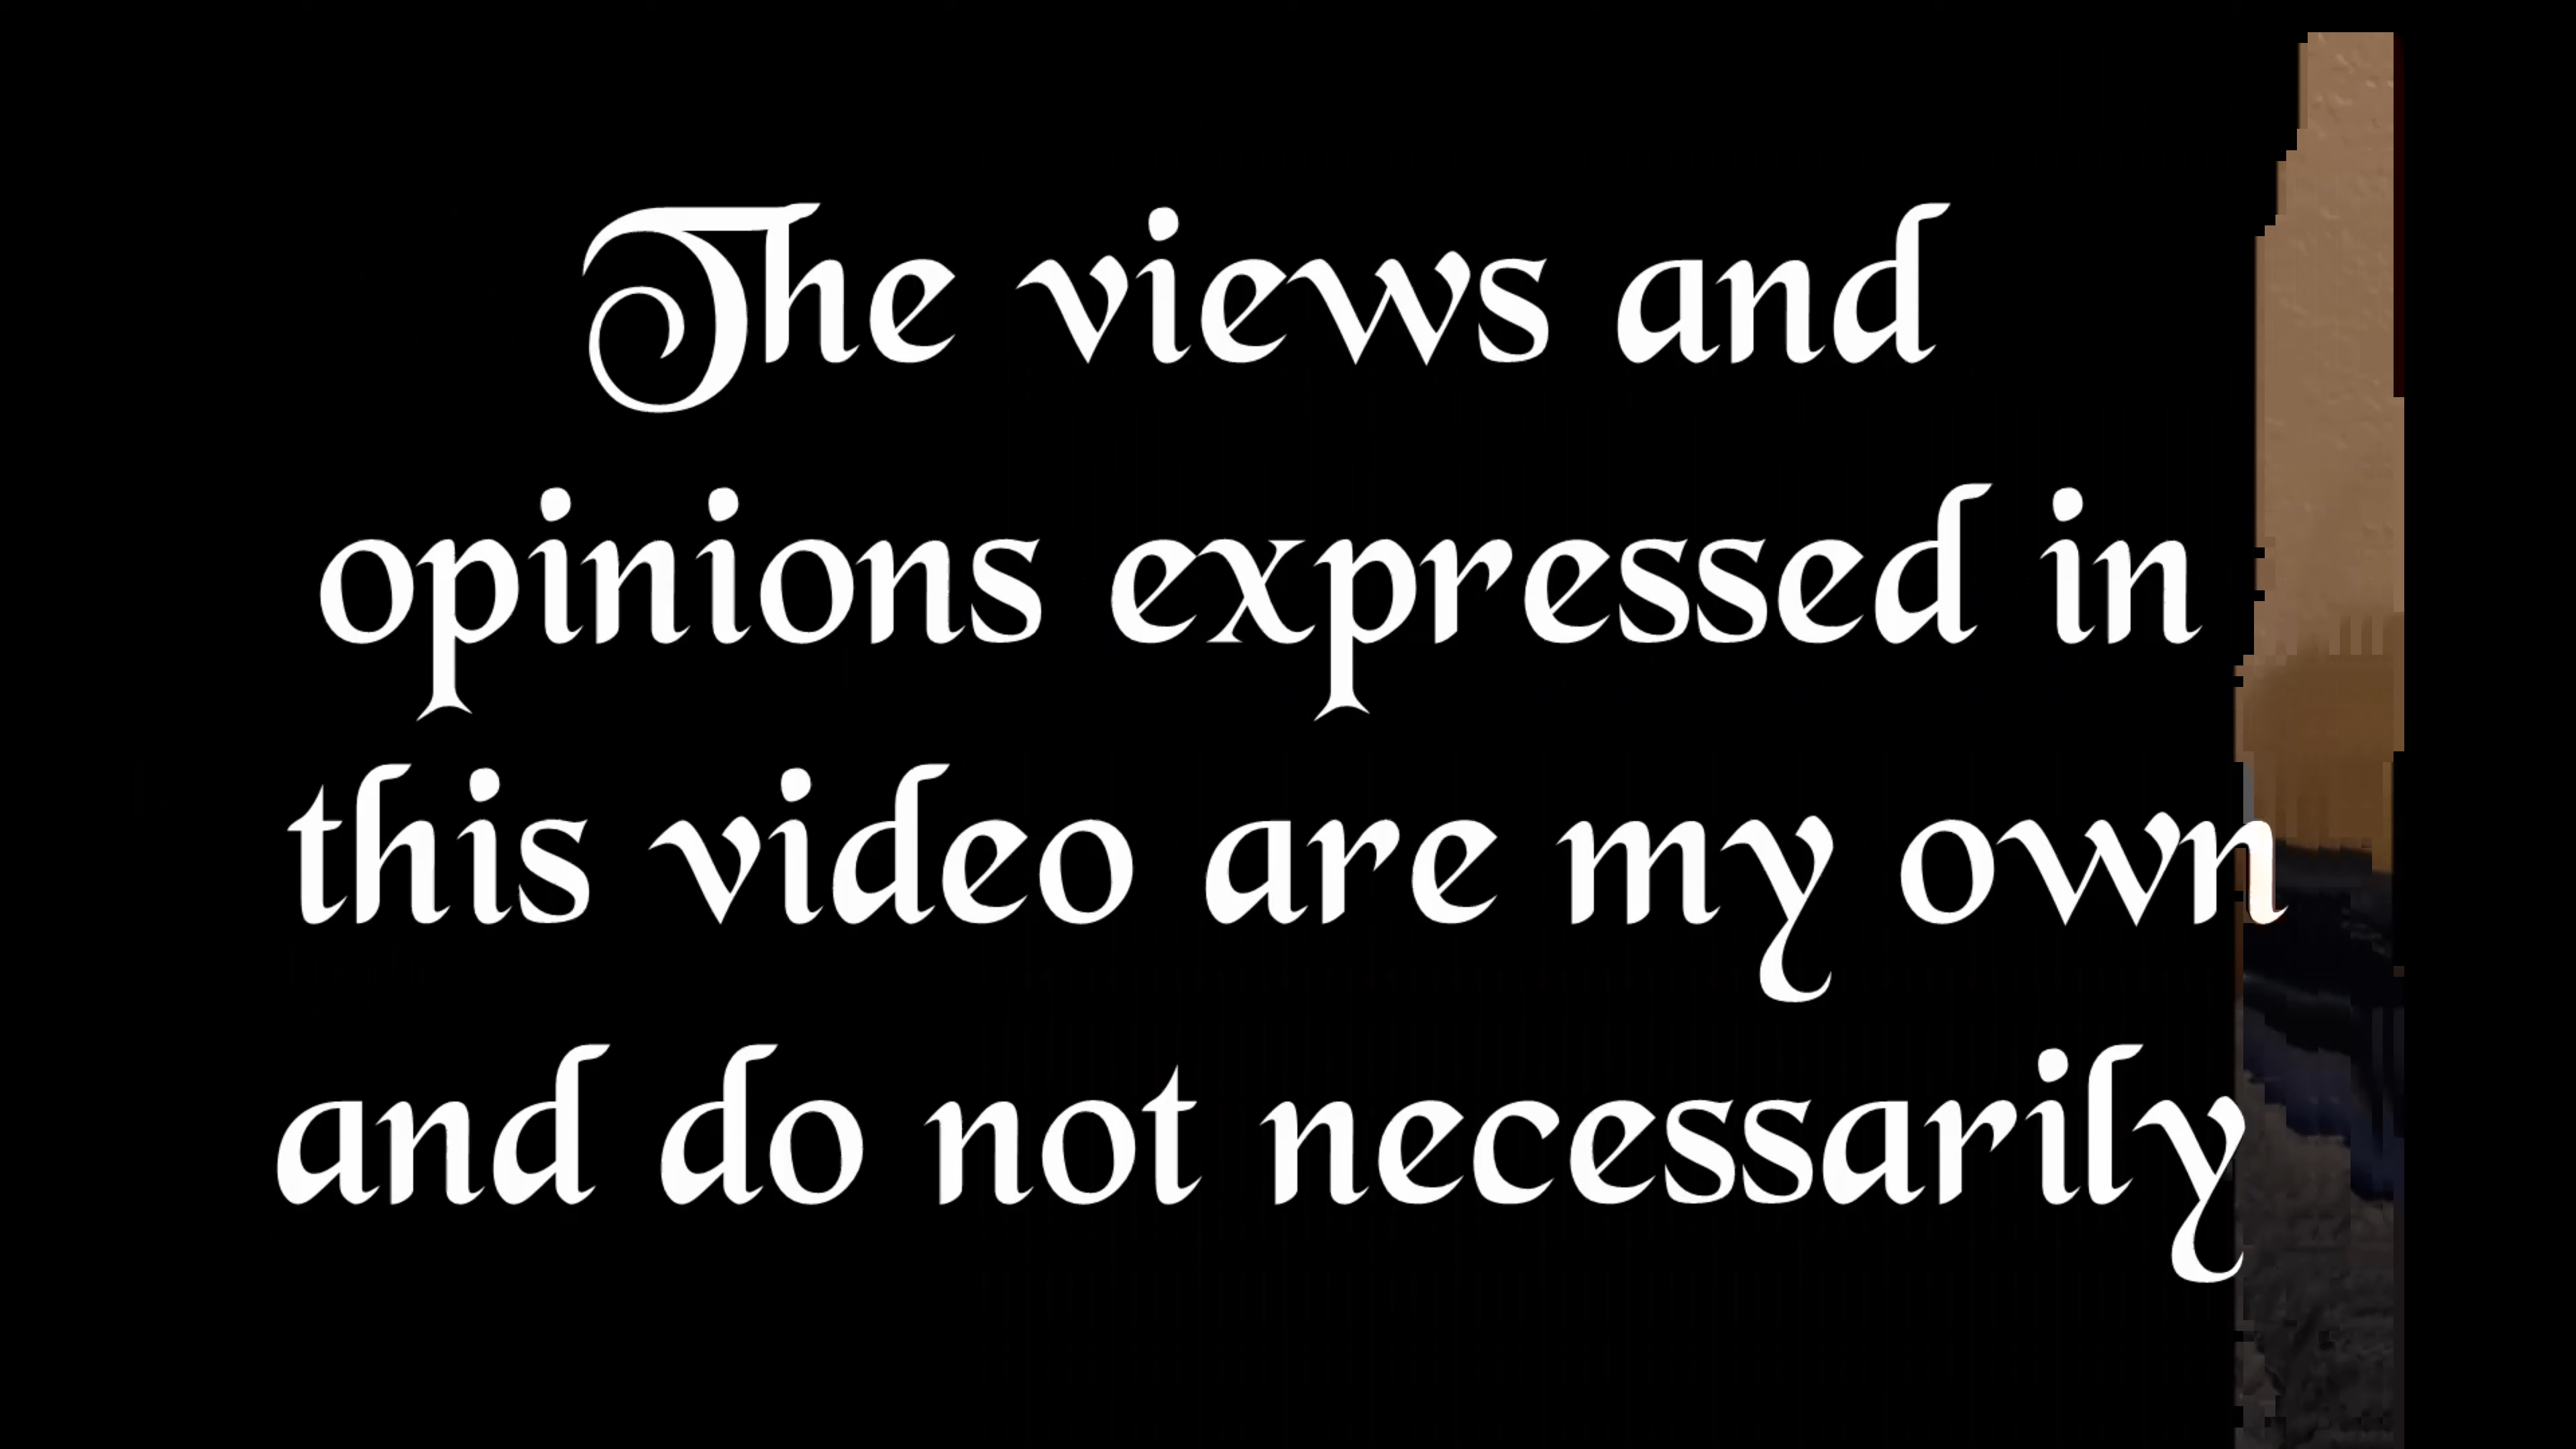 The views and
opinions expressed in
this video are my own
and do not necessarily